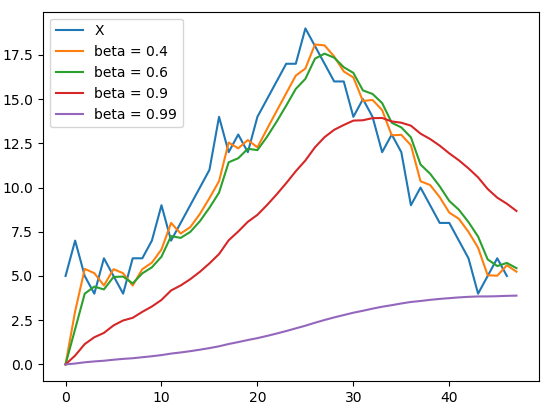 X
beta = 0.4
beta = 0.6
beta = 0.9
beta = 0.99
17.5
15.0
12.5
10.0
7.5
5.0
2.5
0.0
0 10 20 30 40